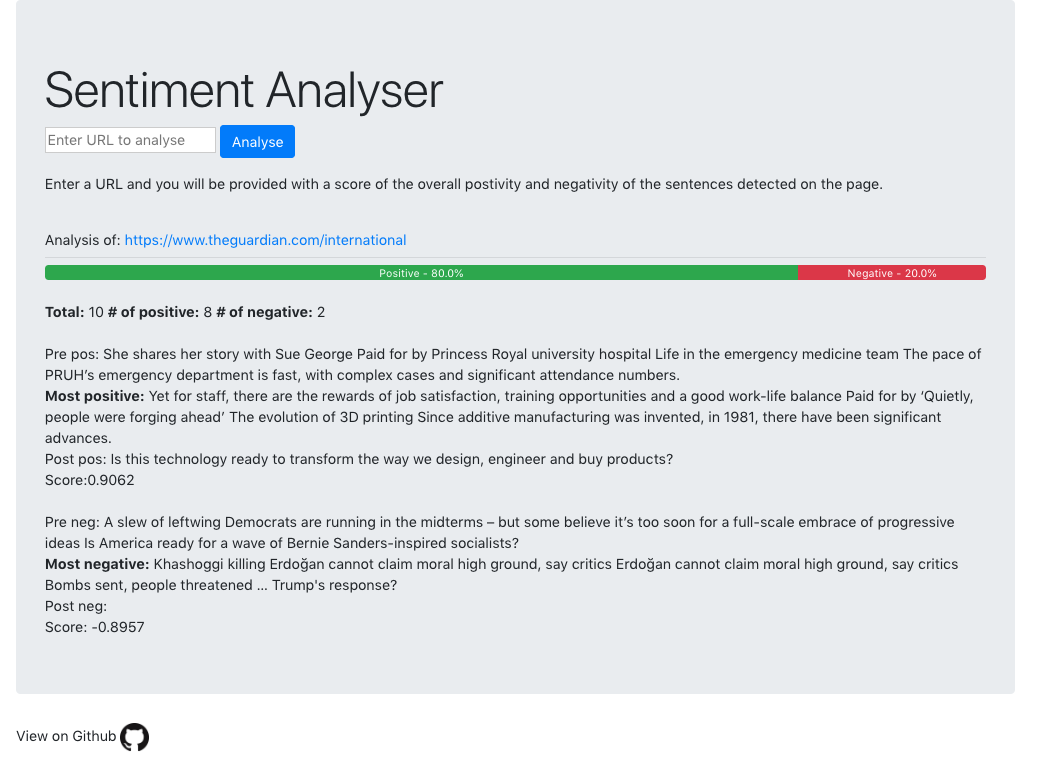 Sentiment Analyser
Enter URL to analyse
Analyse
Enter a URL and you will be provided with a score of the overall postivity and negativity of the sentences detected on the page.
Analysis of: https://www.theguardian.com/international
Positive - 80.0%
Negative - 20.0%
Total: 10 # of positive: 8 # of negative: 2
Pre pos: She shares her story with Sue George Paid for by Princess Royal university hospital Life in the emergency medicine team The pace of
PRUH’s emergency department is fast, with complex cases and significant attendance numbers.
Most positive: Yet for staff, there are the rewards of job satisfaction, training opportunities and a good work-life balance Paid for by ‘Quietly,
people were forging ahead’ The evolution of 3D printing Since additive manufacturing was invented, in 1981, there have been significant
advances.
Post pos: Is this technology ready to transform the way we design, engineer and buy products?
Score:0.9062
Pre neg: A slew of leftwing Democrats are running in the midterms – but some believe it’s too soon for a full-scale embrace of progressive
ideas Is America ready for a wave of Bernie Sanders-inspired socialists?
Most negative: Khashoggi killing Erdoğan cannot claim moral high ground, say critics Erdoğan cannot claim moral high ground, say critics
Bombs sent, people threatened … Trump's response?
Post neg:
Score: -0.8957
View on Github